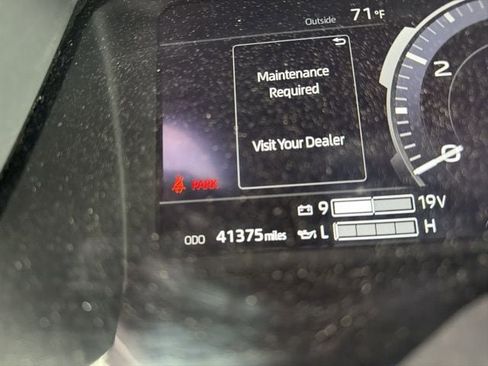 Outside 71°F
Maintenance
Required
Visit Your Dealer
2
0
PARK
9 19V
ODO 41375 miles L H